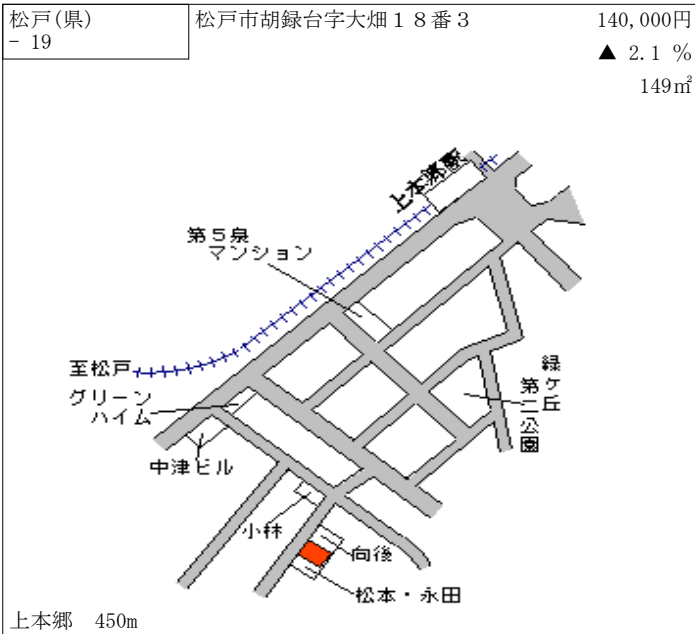 松戸(県)
- 19
松戸市胡録台字大畑18番3
140,000円
▲ 2.1 %
149㎡
上本郷駅
第5泉
マンション
至松戸
グリーン
ハイム
中津ビル
緑ケ丘
第二公園
小林
向後
松本・永田
上本郷 450m